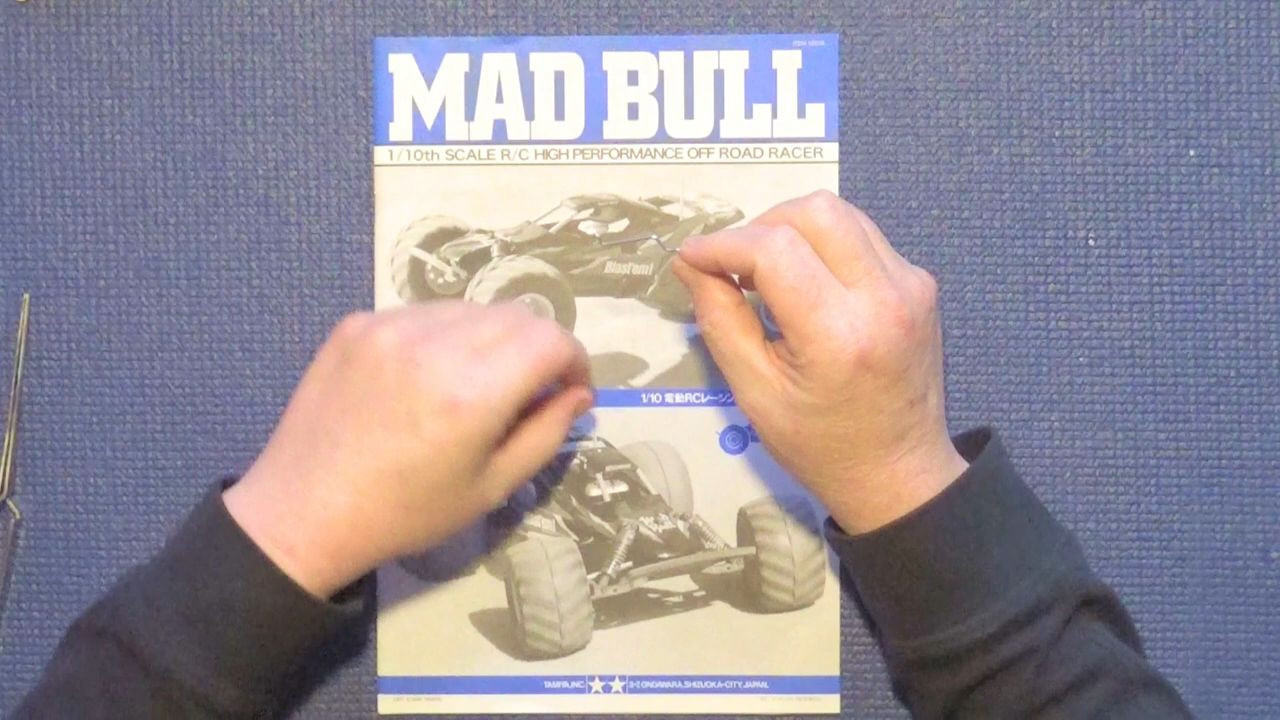 MAD BULL
1/10th SCALE R/C HIGH PERFORMANCE OFF ROAD RACER
Blast'em!
1/10 電動RCレーシン
TAMIYA, INC. 3-7, ONDAWARA, SHIZUOKA-CITY, JAPAN.